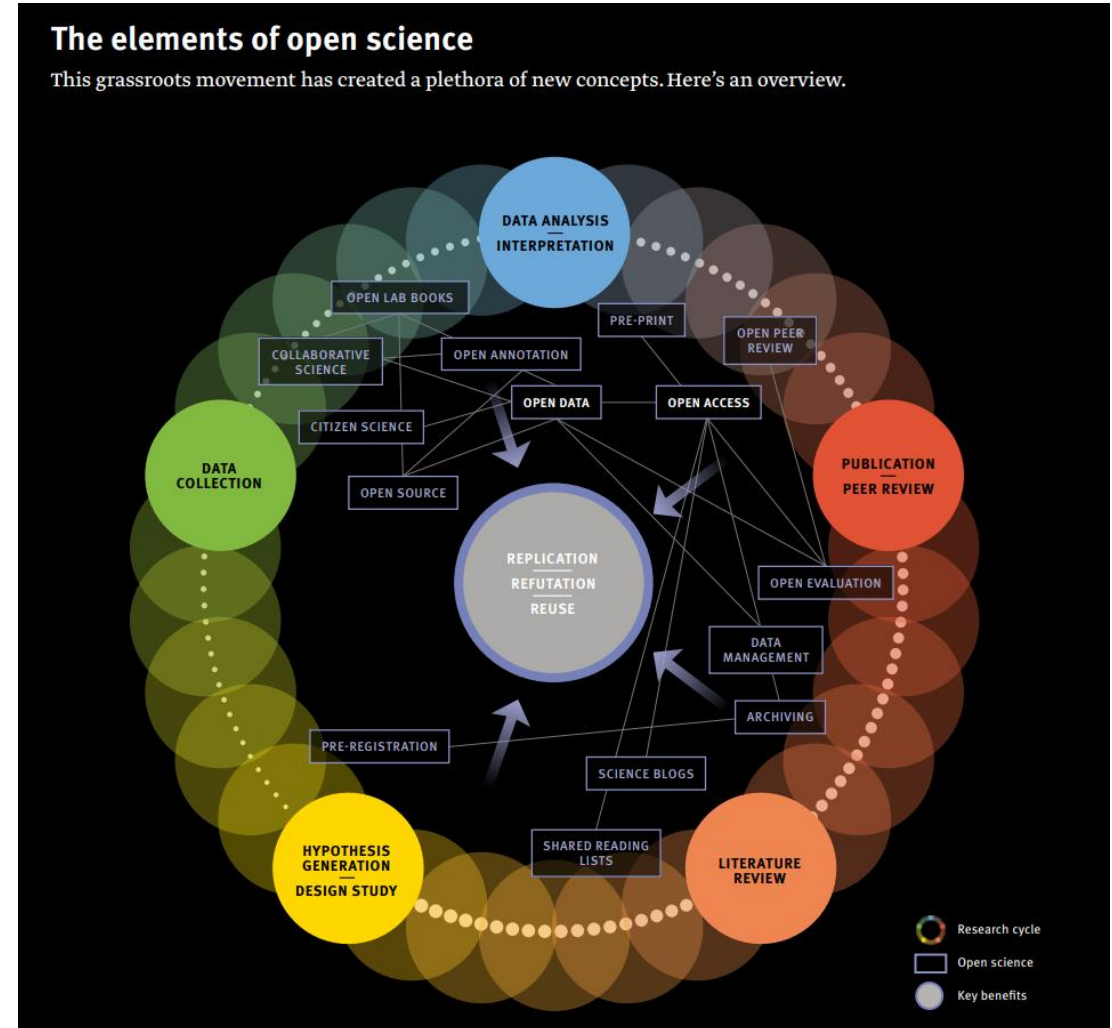 The elements of open science
This grassroots movement has created a plethora of new concepts. Here's an overview.
DATA ANALYSIS
INTERPRETATION
OPEN LAB BOOKS
PRE-PRINT
OPEN PEER
REVIEW
COLLABORATIVE
SCIENCE
OPEN ANNOTATION
OPEN DATA
OPEN ACCESS
CITIZEN SCIENCE
DATA
COLLECTION
OPEN SOURCE
PUBLICATION
PEER REVIEW
REPLICATION
REFUTATION
REUSE
OPEN EVALUATION
DATA
MANAGEMENT
ARCHIVING
PRE-REGISTRATION
SCIENCE BLOGS
SHARED READING
LISTS
HYPOTHESIS
GENERATION
DESIGN STUDY
LITERATURE
REVIEW
Research cycle
Open science
Key benefits